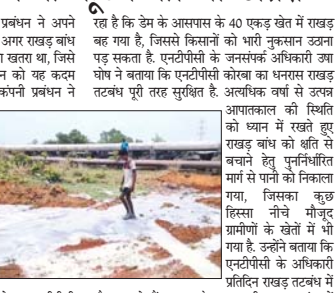 प्रबंधन ने अपने
अगर राखड़ बांध
खतरा था, जिसे
न को यह कदम
कंपनी प्रबंधन ने
रहा है कि डेम के आसपास के 40 एकड़ खेत में राखड़
बह गया है, जिससे किसानों को भारी नुकसान उठाना
पड़ सकता है. एनटीपीसी के जनसंपर्क अधिकारी उषा
घोष ने बताया कि एनटीपीसी कोरबा का धनरास राखड़
तटबंध पूरी तरह सुरक्षित है. अत्यधिक वर्षा से उत्पन्न
आपातकाल की स्थिति
को ध्यान में रखते हुए
राखड़ बांध को क्षति से
बचाने हेतु पुनर्निर्धारित
मार्ग से पानी को निकाला
गया, जिसका कुछ
हिस्सा नीचे मौजूद
ग्रामीणों के खेतों में भी
गया है. उन्होंने बताया कि
एनटीपीसी के अधिकारी
प्रतिदिन राखड़ तटबंध में